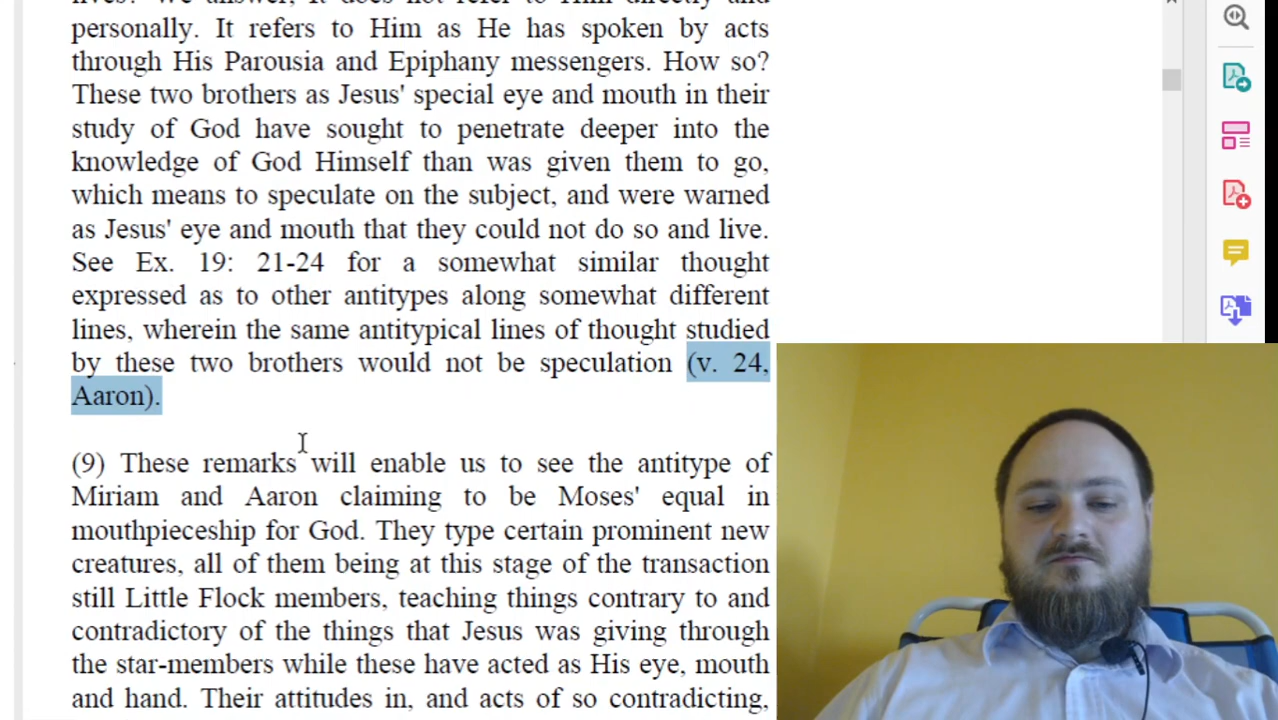 personally. It refers to Him as He has spoken by acts
through His Parousia and Epiphany messengers. How so?
These two brothers as Jesus' special eye and mouth in their
study of God have sought to penetrate deeper into the
knowledge of God Himself than was given them to go,
which means to speculate on the subject, and were warned
as Jesus' eye and mouth that they could not do so and live.
See Ex. 19: 21-24 for a somewhat similar thought
expressed as to other antitypes along somewhat different
lines, wherein the same antitypical lines of thought studied
by these two brothers would not be speculation (v. 24,
Aaron).
(9) These remarks will enable us to see the antitype of
Miriam and Aaron claiming to be Moses' equal in
mouthpieceship for God. They type certain prominent new
creatures, all of them being at this stage of the transaction
still Little Flock members, teaching things contrary to and
contradictory of the things that Jesus was giving through
the star-members while these have acted as His eye, mouth
and hand. Their attitudes in, and acts of so contradicting,